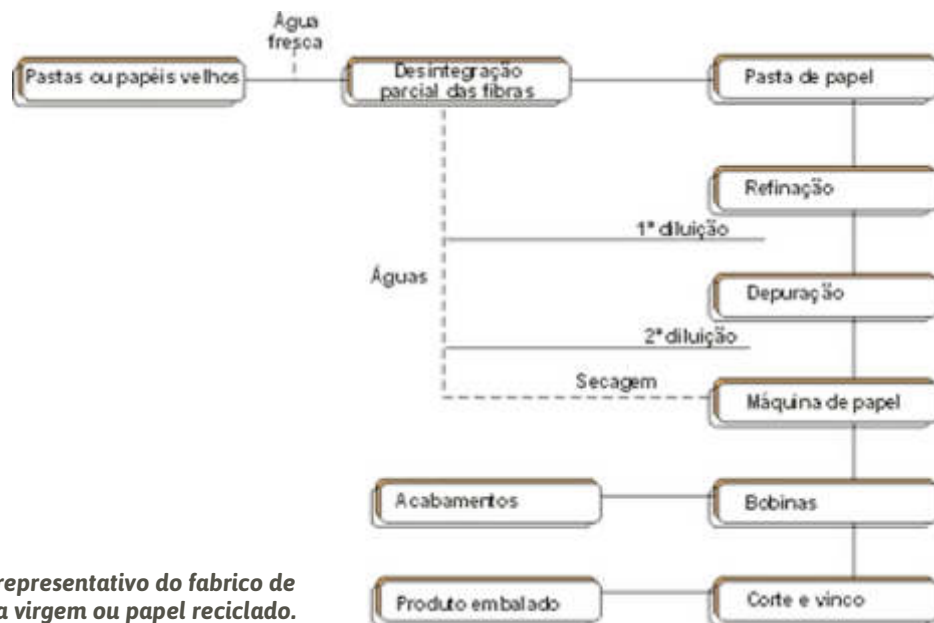 Água
fresca
Pastas ou papéis velhos
Desintegração
parcial das fibras
Pasta de papel
Refinação
1ª diluição
Águas
Depuração
2ª diluição
Secagem
Máquina de papel
Acabamentos
Bobinas
representativo do fabrico de
virgem ou papel reciclado.
Produto embalado
Corte e vinco